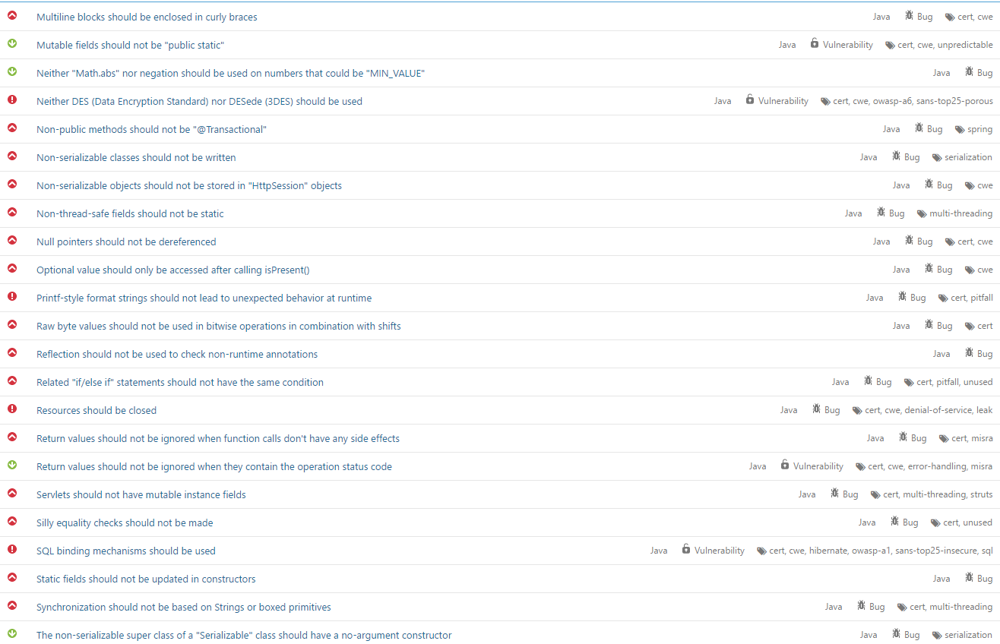 Multiline blocks should be enclosed in curly braces Java Bug cert, cwe
Mutable fields should not be "public static" Java Vulnerability cert, cwe, unpredictable
Neither "Math.abs" nor negation should be used on numbers that could be "MIN_VALUE" Java Bug
Neither DES (Data Encryption Standard) nor DESede (3DES) should be used Java Vulnerability cert, cwe, owasp-a6, sans-top25-porous
Non-public methods should not be "@Transactional" Java Bug spring
Non-serializable classes should not be written Java Bug serialization
Non-serializable objects should not be stored in "HttpSession" objects Java Bug cwe
Non-thread-safe fields should not be static Java Bug multi-threading
Null pointers should not be dereferenced Java Bug cert, cwe
Optional value should only be accessed after calling isPresent() Java Bug cwe
Printf-style format strings should not lead to unexpected behavior at runtime Java Bug cert, pitfall
Raw byte values should not be used in bitwise operations in combination with shifts Java Bug cert
Reflection should not be used to check non-runtime annotations Java Bug
Related "if/else if" statements should not have the same condition Java Bug cert, pitfall, unused
Resources should be closed Java Bug cert, cwe, denial-of-service, leak
Return values should not be ignored when function calls don't have any side effects Java Bug cert, misra
Return values should not be ignored when they contain the operation status code Java Vulnerability cert, cwe, error-handling, misra
Servlets should not have mutable instance fields Java Bug cert, multi-threading, struts
Silly equality checks should not be made Java Bug cert, unused
SQL binding mechanisms should be used Java Vulnerability cert, cwe, hibernate, owasp-a1, sans-top25-insecure, sql
Static fields should not be updated in constructors Java Bug
Synchronization should not be based on Strings or boxed primitives Java Bug cert, multi-threading
The non-serializable super class of a "Serializable" class should have a no-argument constructor Java Bug serialization